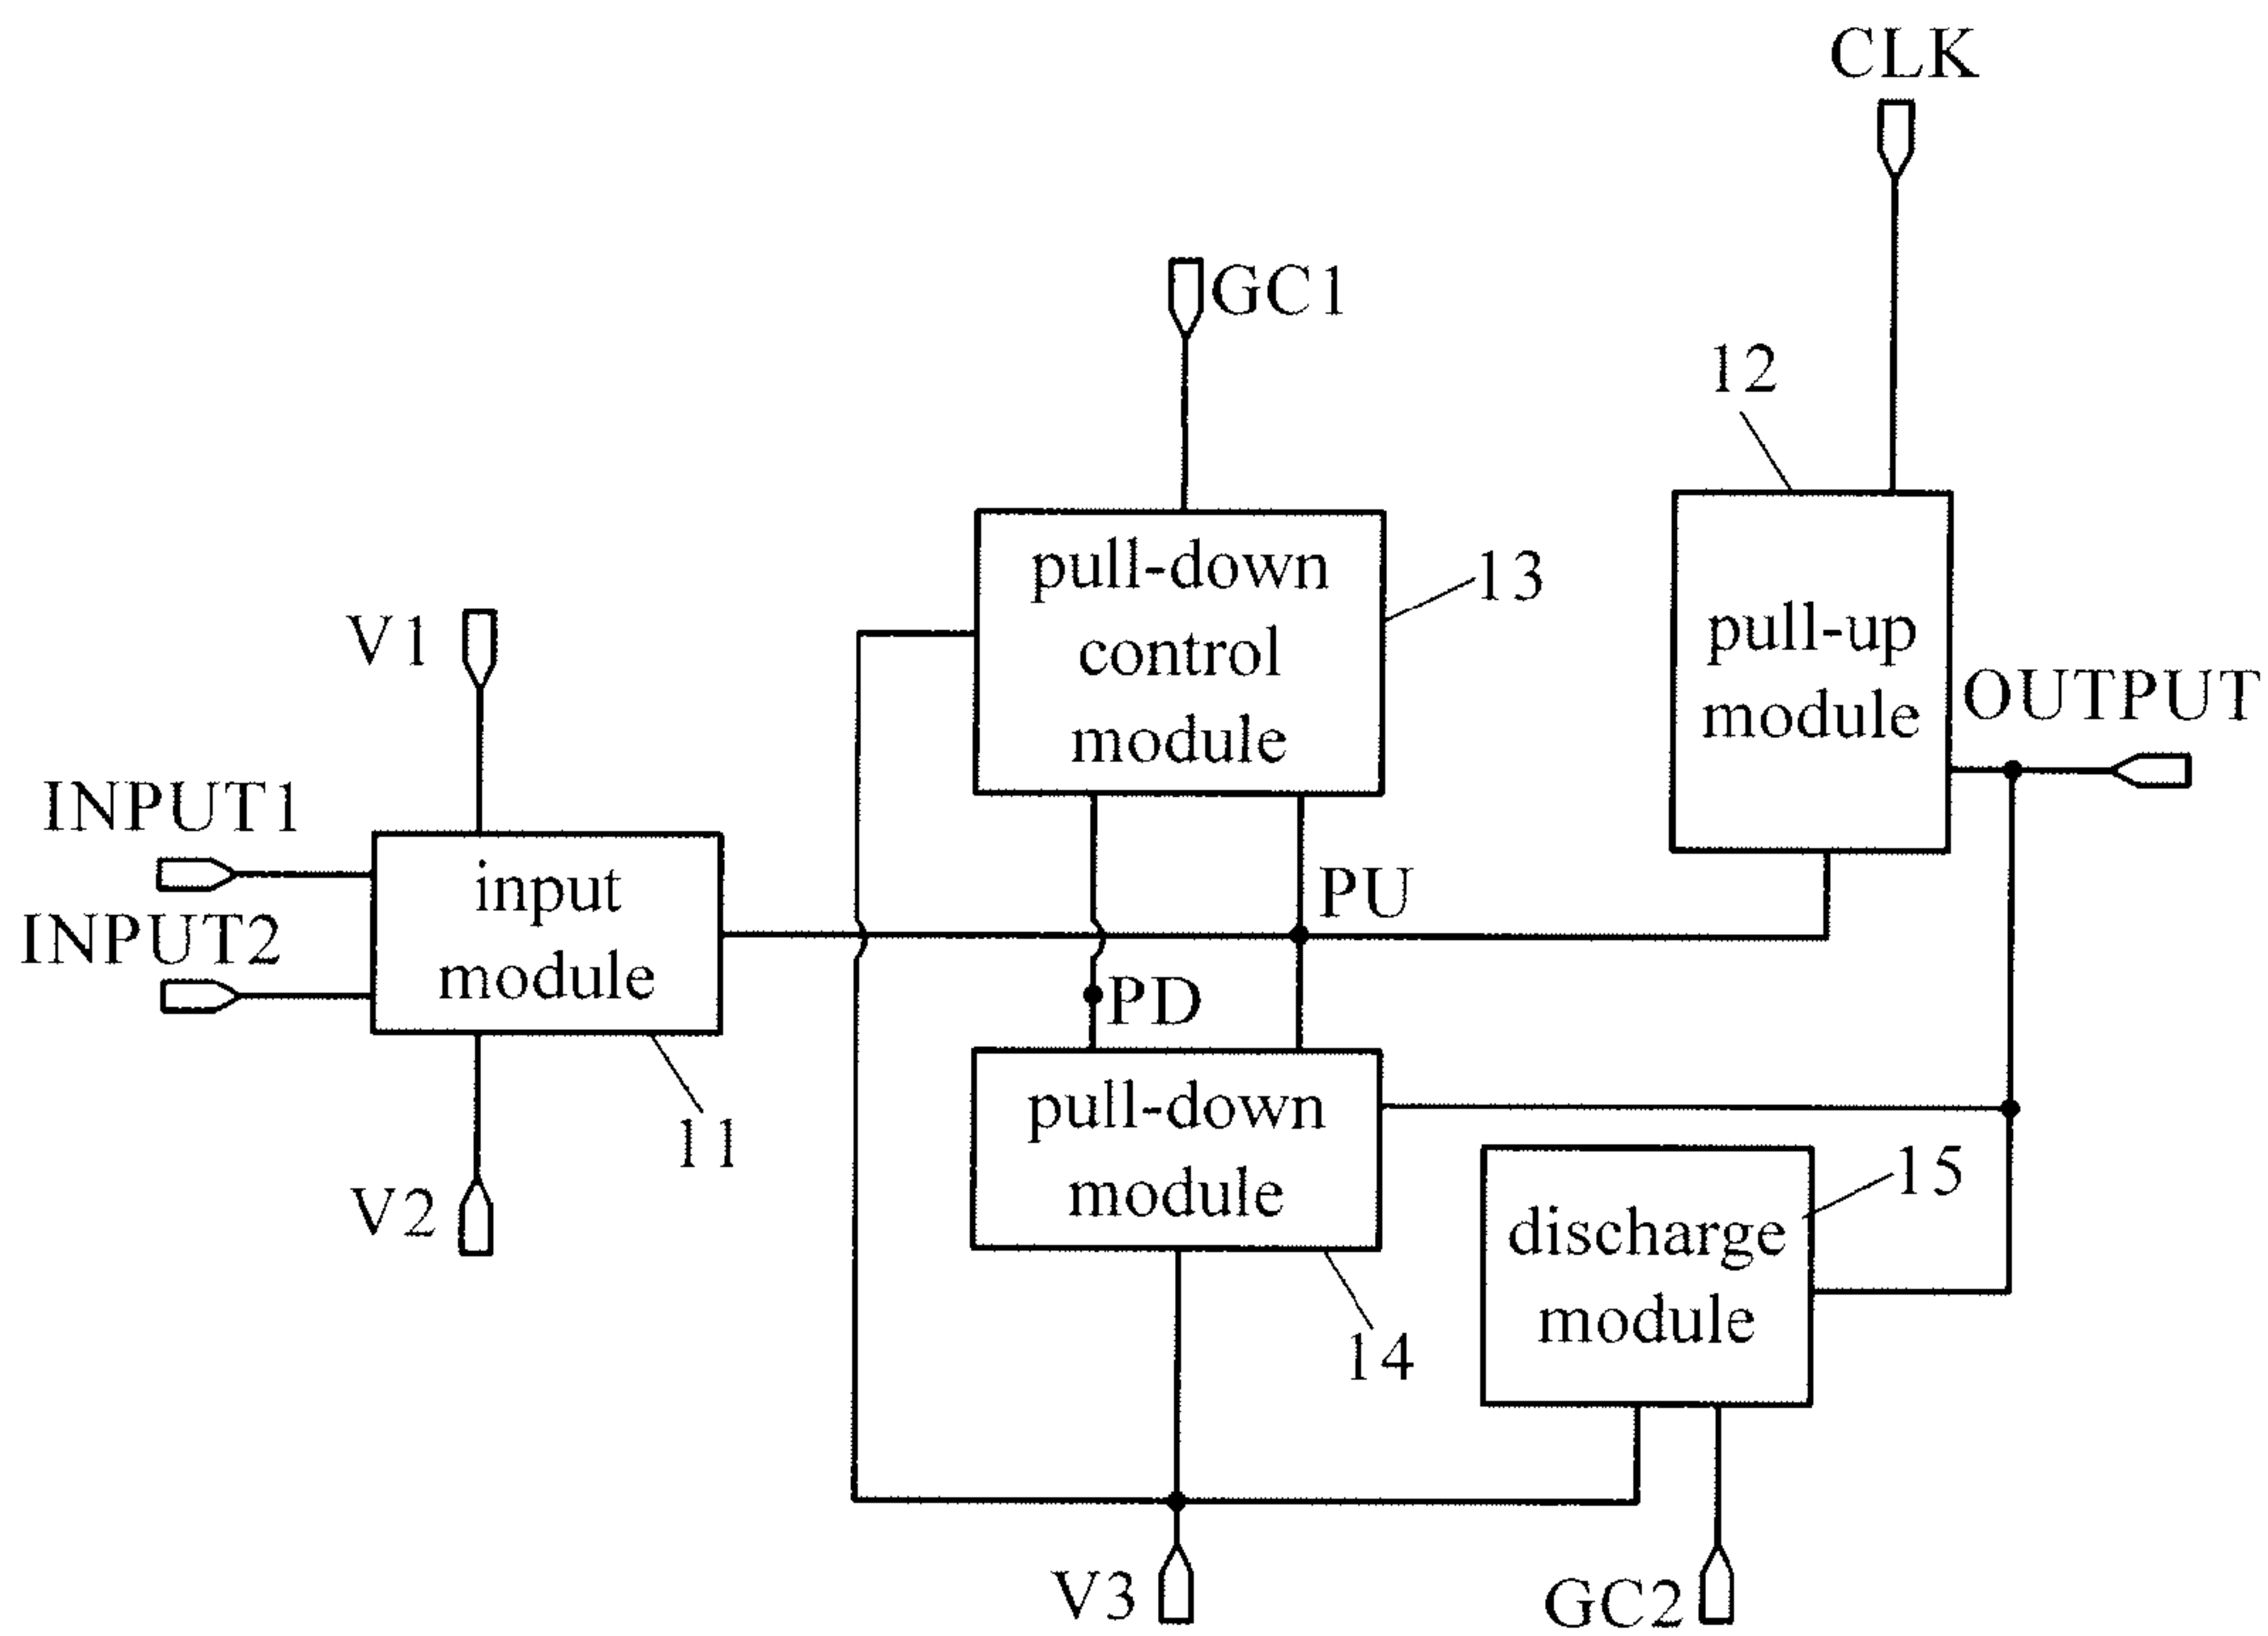 CLK
GC1
12
pull-down
control
module
13
V1
pull-up
module
OUTPUT
INPUT1
INPUT2
input
module
PU
PD
11
V2
pull-down
module
14
15
discharge
module
V3
GC2